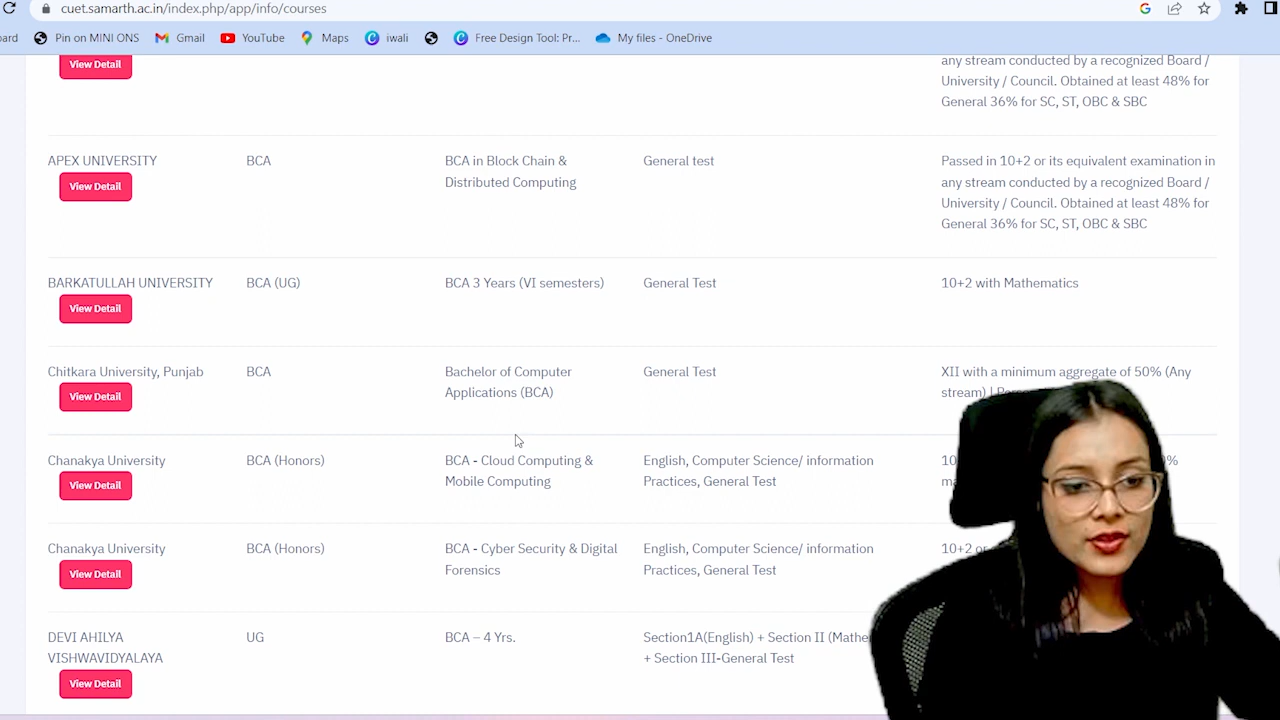 cuet.samarth.ac.in/index.php/app/info/courses
Pin on MINI ONS
Gmail
YouTube
Maps
iwali
Free Design Tool: Pr...
My files - OneDrive
View Detail
any stream conducted by a recognized Board /
University / Council. Obtained at least 48% for
General 36% for SC, ST, OBC & SBC
APEX UNIVERSITY
View Detail
BCA
BCA in Block Chain &
Distributed Computing
General test
Passed in 10+2 or its equivalent examination in
any stream conducted by a recognized Board /
University / Council. Obtained at least 48% for
General 36% for SC, ST, OBC & SBC
BARKATULLAH UNIVERSITY
View Detail
BCA (UG)
BCA 3 Years (VI semesters)
General Test
10+2 with Mathematics
Chitkara University, Punjab
View Detail
BCA
Bachelor of Computer
Applications (BCA)
General Test
XII with a minimum aggregate of 50% (Any
stream) |
Chanakya University
View Detail
BCA (Honors)
BCA - Cloud Computing &
Mobile Computing
English, Computer Science/ information
Practices, General Test
Chanakya University
View Detail
BCA (Honors)
BCA - Cyber Security & Digital
Forensics
English, Computer Science/ information
Practices, General Test
10+2 or
DEVI AHILYA
VISHWAVIDYALAYA
View Detail
UG
BCA – 4 Yrs.
Section1A(English) + Section II
+ Section III-General Test